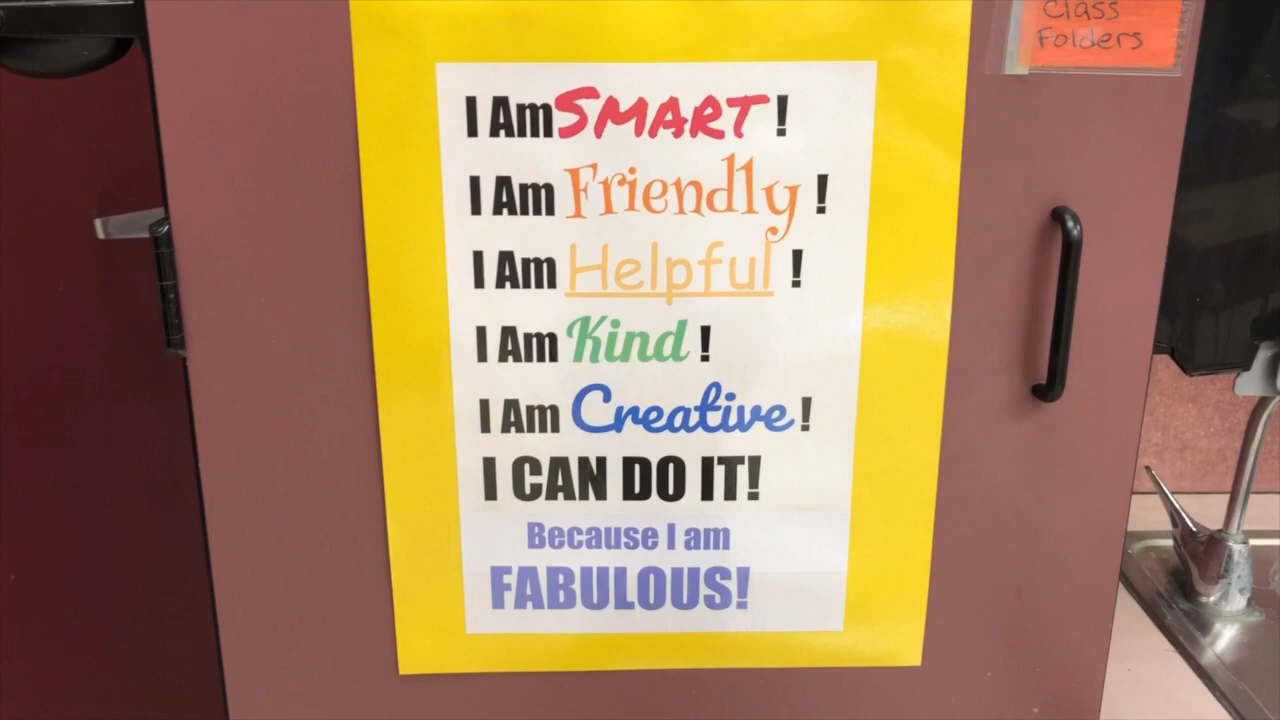 Class
Folders
I Am SMART !
I Am Friendly !
I Am Helpful !
I Am Kind !
I Am Creative !
I CAN DO IT!
Because I am
FABULOUS!